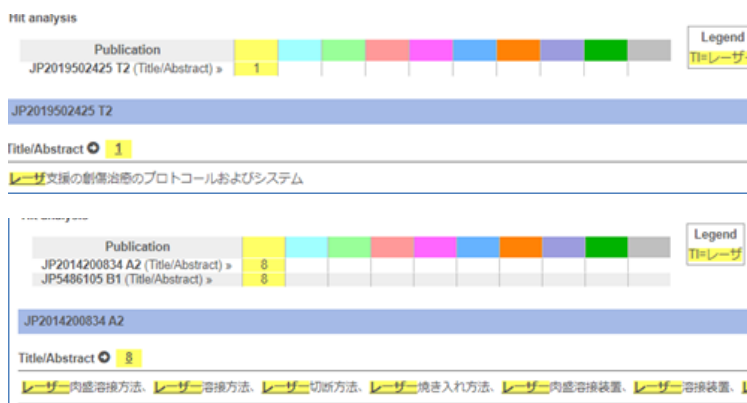 Hit analysis
Legend
Publication
TI=レーザー
JP2019502425 T2 (Title/Abstract) » 1
JP2019502425 T2
Title/Abstract 1
レーザ支援の創傷治療のプロトコールおよびシステム
Publication
Legend
JP2014200834 A2 (Title/Abstract) » 8
TI=レーザ
JP5486105 B1 (Title/Abstract) » 8
JP2014200834 A2
Title/Abstract 8
レーザー肉盛溶接方法、レーザー溶接方法、レーザー切断方法、レーザー焼き入れ方法、レーザー肉盛溶接装置、レーザー溶接装置、